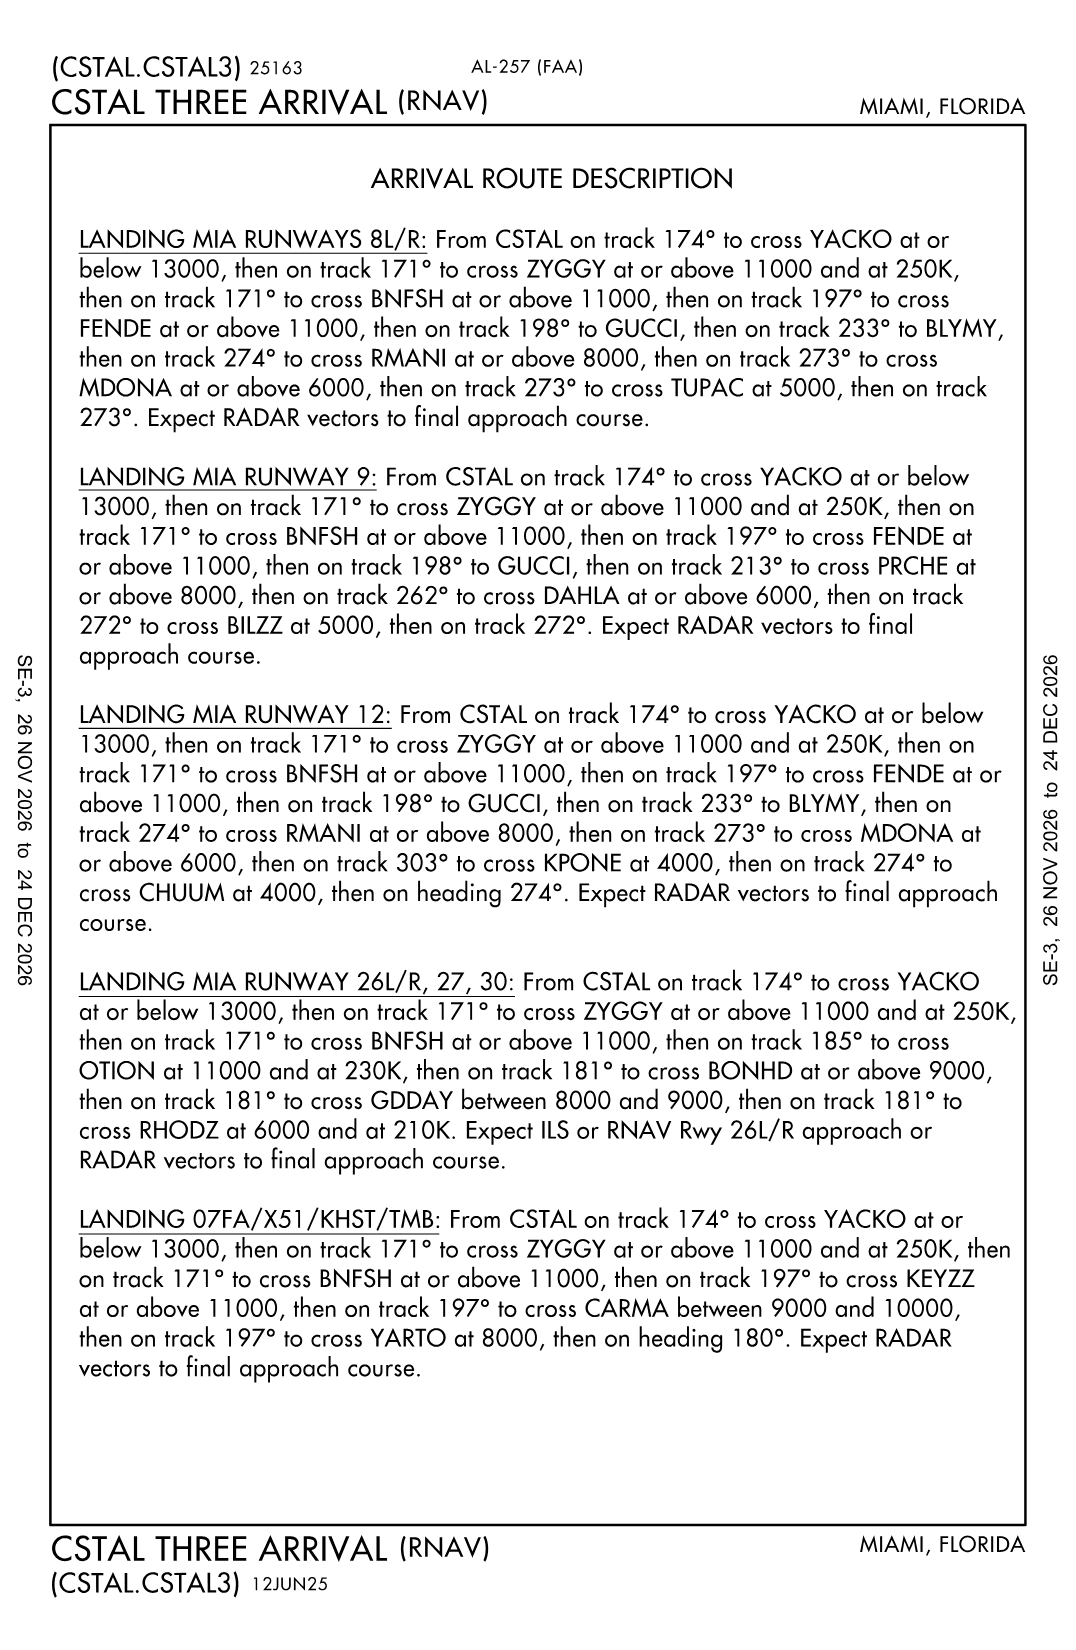 (CSTAL.CSTAL3) 25163
AL-257 (FAA)
CSTAL THREE ARRIVAL (RNAV)
MIAMI, FLORIDA
ARRIVAL ROUTE DESCRIPTION
LANDING MIA RUNWAYS 8L/R: From CSTAL on track 174° to cross YACKO at or
below 13000, then on track 171° to cross ZYGGY at or above 11000 and at 250K,
then on track 171° to cross BNFSH at or above 11000, then on track 197° to cross
FENDE at or above 11000, then on track 198° to GUCCI, then on track 233° to BLYMY,
then on track 274° to cross RMANI at or above 8000, then on track 273° to cross
MDONA at or above 6000, then on track 273° to cross TUPAC at 5000, then on track
273°. Expect RADAR vectors to final approach course.
LANDING MIA RUNWAY 9: From CSTAL on track 174° to cross YACKO at or below
13000, then on track 171° to cross ZYGGY at or above 11000 and at 250K, then on
track 171° to cross BNFSH at or above 11000, then on track 197° to cross FENDE at
or above 11000, then on track 198° to GUCCI, then on track 213° to cross PRCHE at
or above 8000, then on track 262° to cross DAHLA at or above 6000, then on track
272° to cross BILZZ at 5000, then on track 272°. Expect RADAR vectors to final
approach course.
LANDING MIA RUNWAY 12: From CSTAL on track 174° to cross YACKO at or below
13000, then on track 171° to cross ZYGGY at or above 11000 and at 250K, then on
track 171° to cross BNFSH at or above 11000, then on track 197° to cross FENDE at or
above 11000, then on track 198° to GUCCI, then on track 233° to BLYMY, then on
track 274° to cross RMANI at or above 8000, then on track 273° to cross MDONA at
or above 6000, then on track 303° to cross KPONE at 4000, then on track 274° to
cross CHUUM at 4000, then on heading 274°. Expect RADAR vectors to final approach
course.
LANDING MIA RUNWAY 26L/R, 27, 30: From CSTAL on track 174° to cross YACKO
at or below 13000, then on track 171° to cross ZYGGY at or above 11000 and at 250K,
then on track 171° to cross BNFSH at or above 11000, then on track 185° to cross
OTION at 11000 and at 230K, then on track 181° to cross BONHD at or above 9000,
then on track 181° to cross GDDAY between 8000 and 9000, then on track 181° to
cross RHODZ at 6000 and at 210K. Expect ILS or RNAV Rwy 26L/R approach or
RADAR vectors to final approach course.
LANDING 07FA/X51/KHST/TMB: From CSTAL on track 174° to cross YACKO at or
below 13000, then on track 171° to cross ZYGGY at or above 11000 and at 250K, then
on track 171° to cross BNFSH at or above 11000, then on track 197° to cross KEYZZ
at or above 11000, then on track 197° to cross CARMA between 9000 and 10000,
then on track 197° to cross YARTO at 8000, then on heading 180°. Expect RADAR
vectors to final approach course.
SE-3, 26 NOV 2026 to 24 DEC 2026
SE-3, 26 NOV 2026 to 24 DEC 2026
CSTAL THREE ARRIVAL (RNAV)
MIAMI, FLORIDA
(CSTAL.CSTAL3) 12JUN25